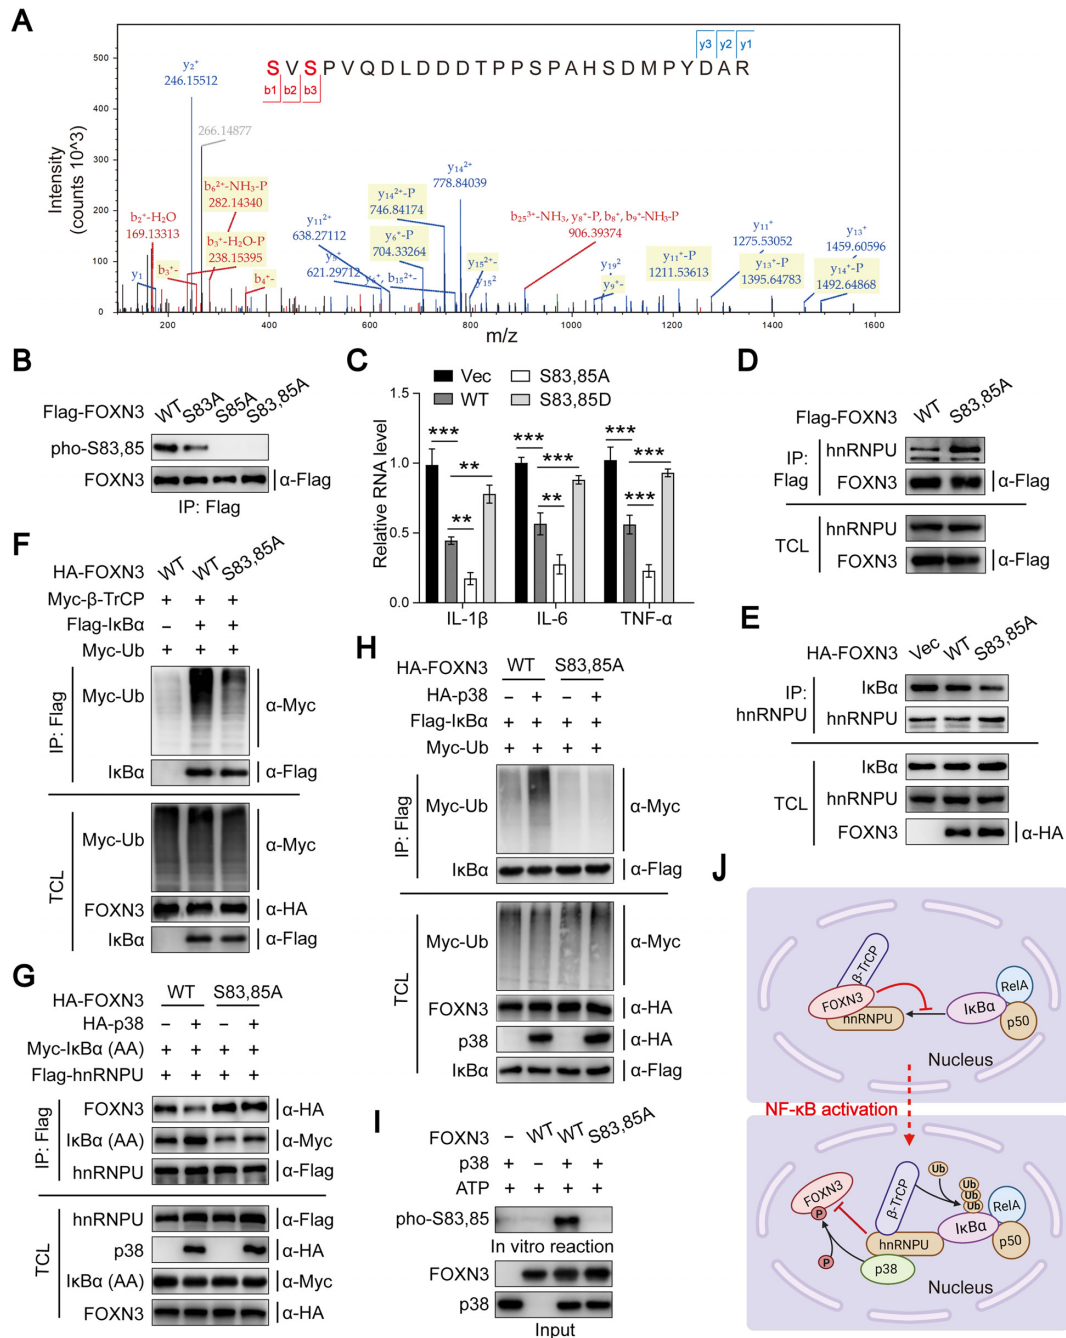 A
Intensity
(counts 10^3)
500
400
300
200
100
0
200
400
600
800
1000
1200
1400
1600
m/z
SVSPVQDLDDDTPPSPAHSDMPYDAR
b1 b2 b3
y3 y2 y1
y₂⁺
246.15512
266.14877
b₆²⁺-NH₃-P
282.14340
b₂⁺-H₂O
169.13313
b₃⁺-H₂O-P
238.15395
y₁
b₃⁺-
b₄⁺-
y₁₁²⁺
638.27112
621.29712
y₁₄²⁺-P
746.84174
y₆⁺-P
704.33264
b₁₅²⁺-
y₁₄²⁺
778.84039
y₁₅²⁺-
y₁₅²
b₂₅³⁺-NH₃, y₈⁺-P, b₈⁺, b₉⁺-NH₃-P
906.39374
y₁₉²
y₉⁺-
y₁₁⁺-P
1211.53613
y₁₁⁺
1275.53052
y₁₃⁺-P
1395.64783
y₁₃⁺
1459.60596
y₁₄⁺-P
1492.64868
B
Flag-FOXN3 WT S83A S85A S83,85A
pho-S83,85
FOXN3 α-Flag
IP: Flag
C
Vec S83,85A
WT S83,85D
Relative RNA level
1.5
1.0
0.5
0.0
*** ** **
*** *** **
*** *** ***
IL-1β IL-6 TNF-α
D
Flag-FOXN3 WT S83,85A
IP: Flag
hnRNPU
FOXN3 α-Flag
TCL
hnRNPU
FOXN3 α-Flag
E
HA-FOXN3 Vec WT S83,85A
IP: hnRNPU
IκBα
hnRNPU
TCL
IκBα
hnRNPU
FOXN3 α-HA
F
HA-FOXN3 WT WT S83,85A
Myc-β-TrCP + + +
Flag-IκBα – + +
Myc-Ub + + +
IP: Flag
Myc-Ub α-Myc
IκBα α-Flag
TCL
Myc-Ub α-Myc
FOXN3 α-HA
IκBα α-Flag
G
HA-FOXN3 WT S83,85A
HA-p38 – + – +
Myc-IκBα (AA) + + + +
Flag-hnRNPU + + + +
IP: Flag
FOXN3 α-HA
IκBα (AA) α-Myc
hnRNPU α-Flag
TCL
hnRNPU α-Flag
p38 α-HA
IκBα (AA) α-Myc
FOXN3 α-HA
H
HA-FOXN3 WT S83,85A
HA-p38 – + – +
Flag-IκBα + + + +
Myc-Ub + + + +
IP: Flag
Myc-Ub α-Myc
IκBα α-Flag
TCL
Myc-Ub α-Myc
FOXN3 α-HA
p38 α-HA
IκBα α-Flag
I
FOXN3 – WT WT S83,85A
p38 + – + +
ATP + + + +
pho-S83,85
In vitro reaction
FOXN3
p38
Input
J
β-TrCP
FOXN3
hnRNPU
IκBα
RelA
p50
Nucleus
NF-κB activation
FOXN3
P
P
β-TrCP
hnRNPU
p38
Ub
Ub
Ub
Ub
IκBα
RelA
p50
Nucleus